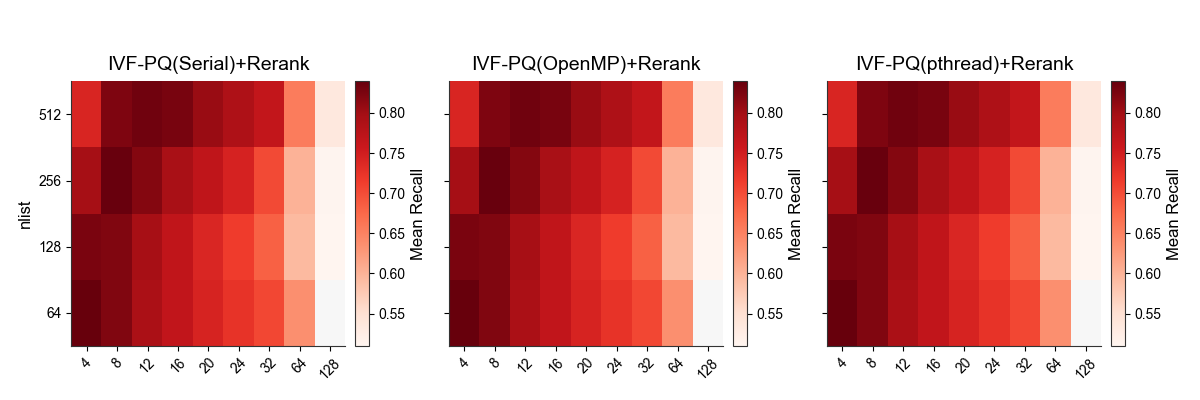 IVF-PQ(Serial)+Rerank
nlist
512
256
128
64
4 8 12 16 20 24 32 64 128
0.80
0.75
0.70
0.65
0.60
0.55
Mean Recall
IVF-PQ(OpenMP)+Rerank
4 8 12 16 20 24 32 64 128
0.80
0.75
0.70
0.65
0.60
0.55
Mean Recall
IVF-PQ(pthread)+Rerank
4 8 12 16 20 24 32 64 128
0.80
0.75
0.70
0.65
0.60
0.55
Mean Recall